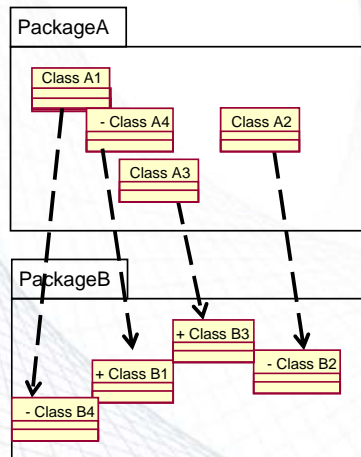 PackageA
Class A1
- Class A4
Class A2
Class A3
PackageB
+ Class B3
+ Class B1
- Class B2
- Class B4